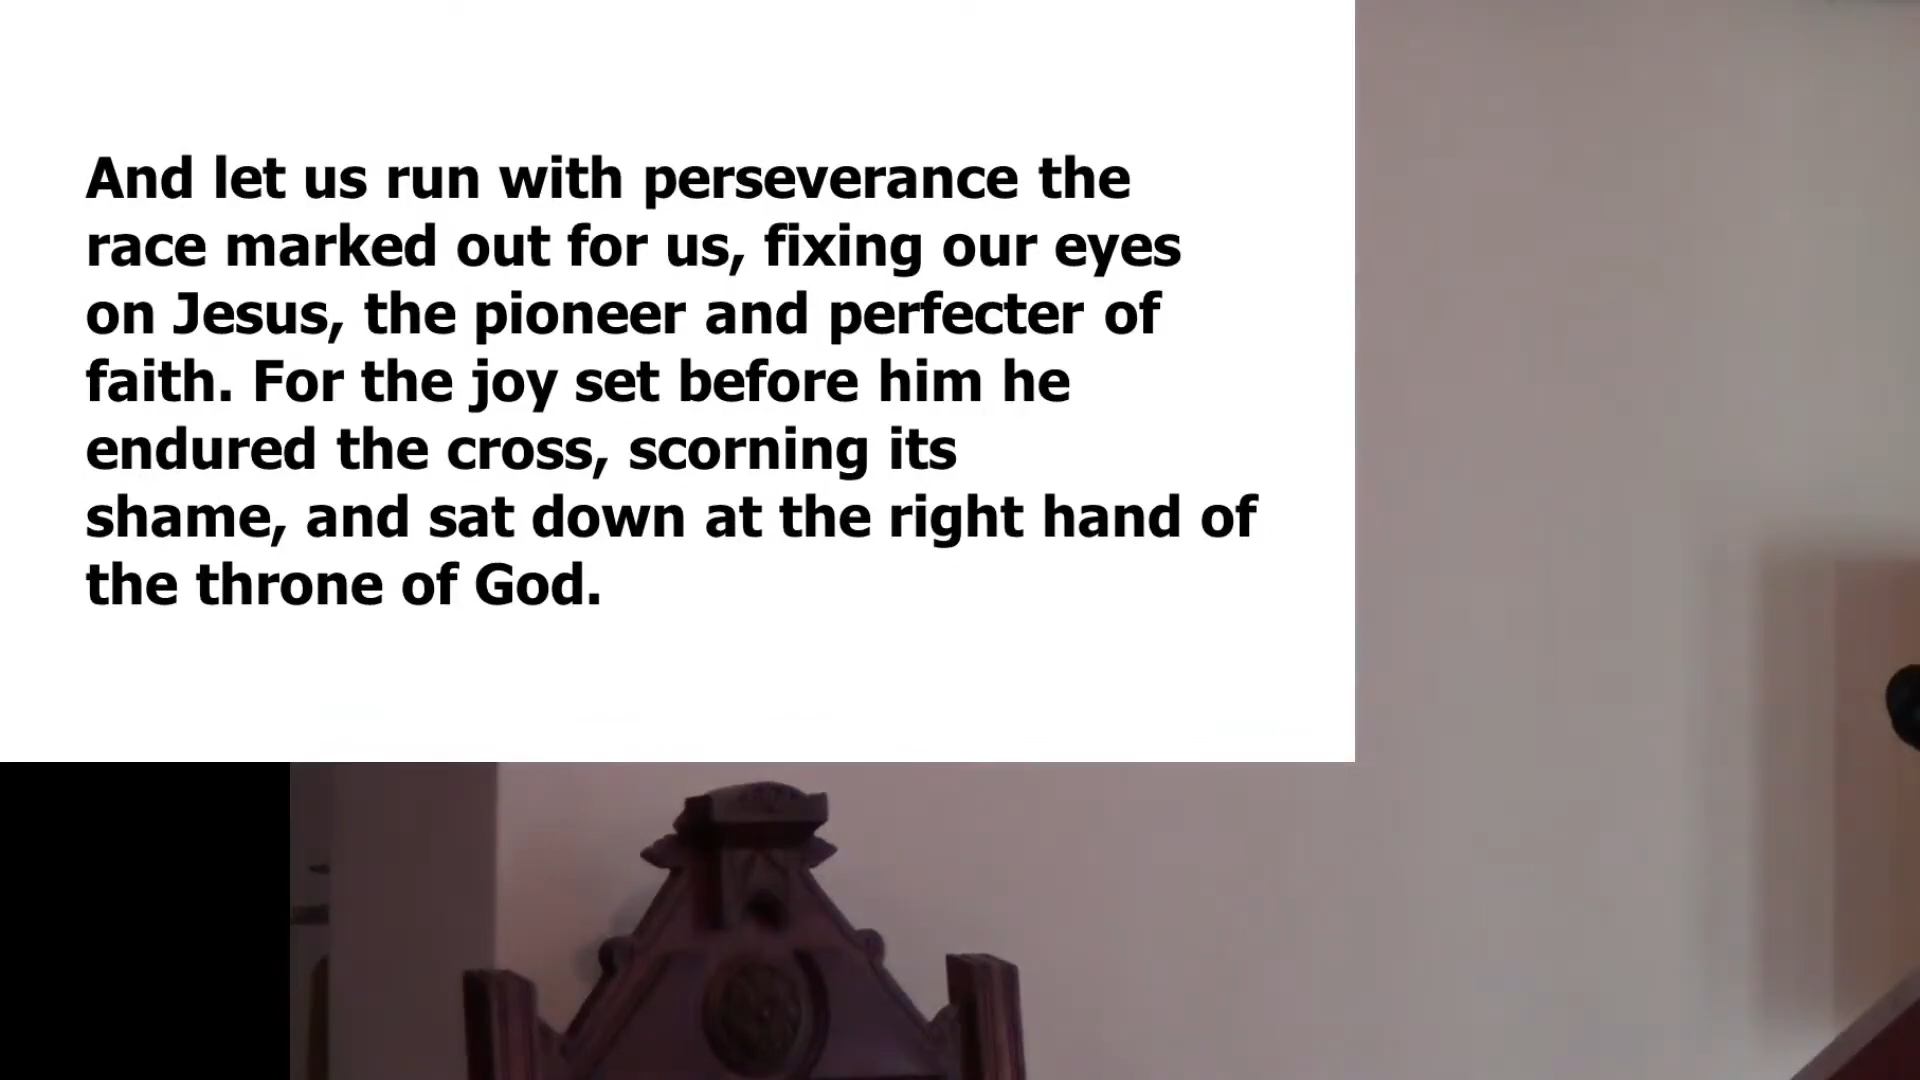 And let us run with perseverance the
race marked out for us, fixing our eyes
on Jesus, the pioneer and perfecter of
faith. For the joy set before him he
endured the cross, scorning its
shame, and sat down at the right hand of
the throne of God.